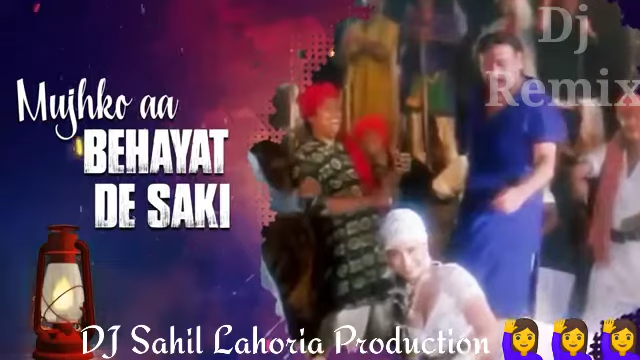 Dj
Remix
Mujhko aa
BEHAYAT
DE SAKI
DJ Sahil Lahoria Production 🙋‍♀️🙋‍♀️🙋‍♀️